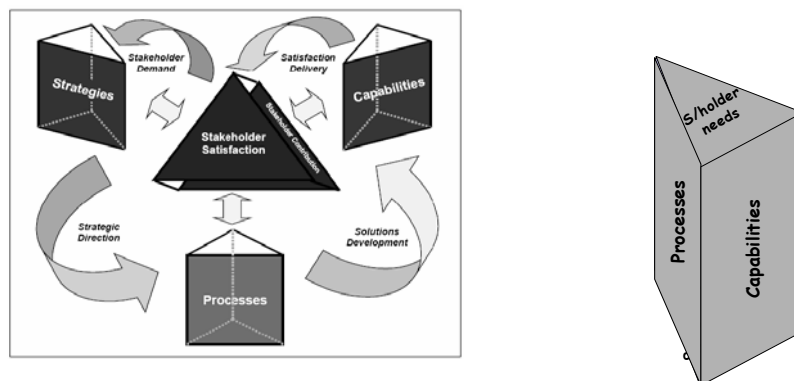 Stakeholder
Demand
Satisfaction
Delivery
Strategies
Capabilities
Stakeholder
Satisfaction
Stakeholder Contribution
Strategic
Direction
Solutions
Development
Processes
S/holder
needs
Processes
Capabilities